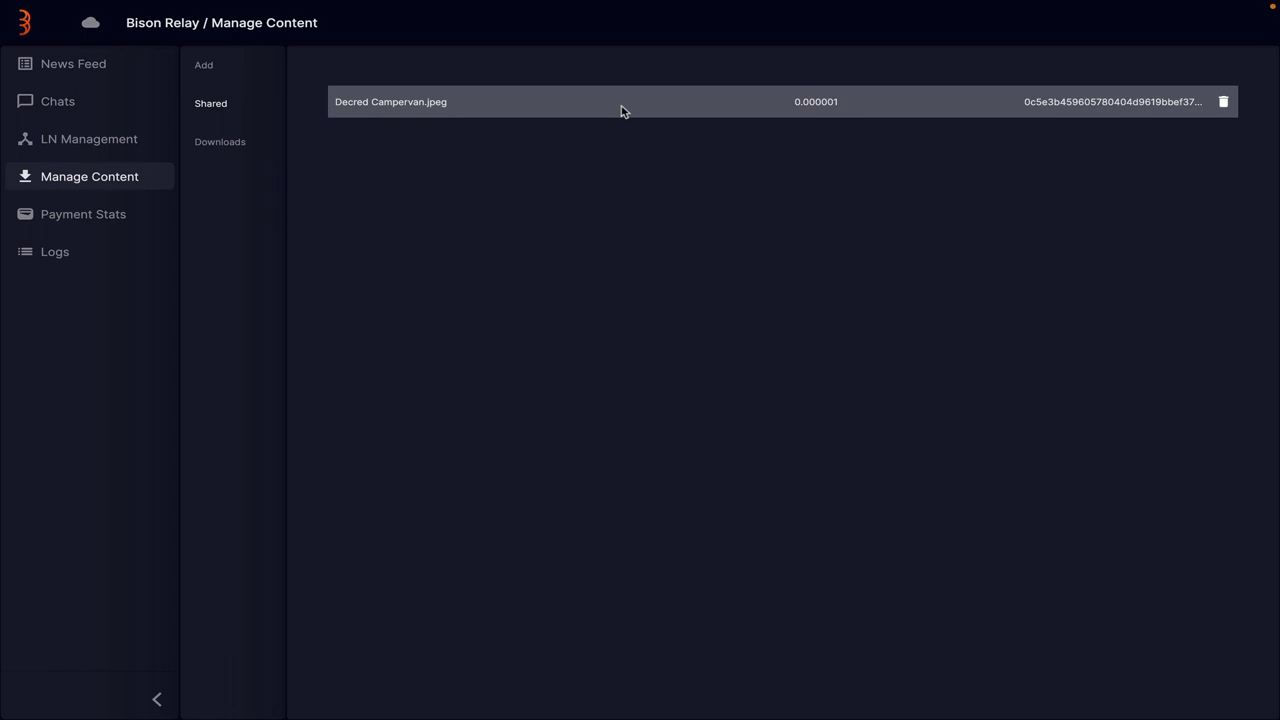 Bison Relay / Manage Content
News Feed
Chats
LN Management
Manage Content
Payment Stats
Logs
Add
Shared
Downloads
Decred Campervan.jpeg 0.000001 0c5e3b459605780404d9619bbef37...